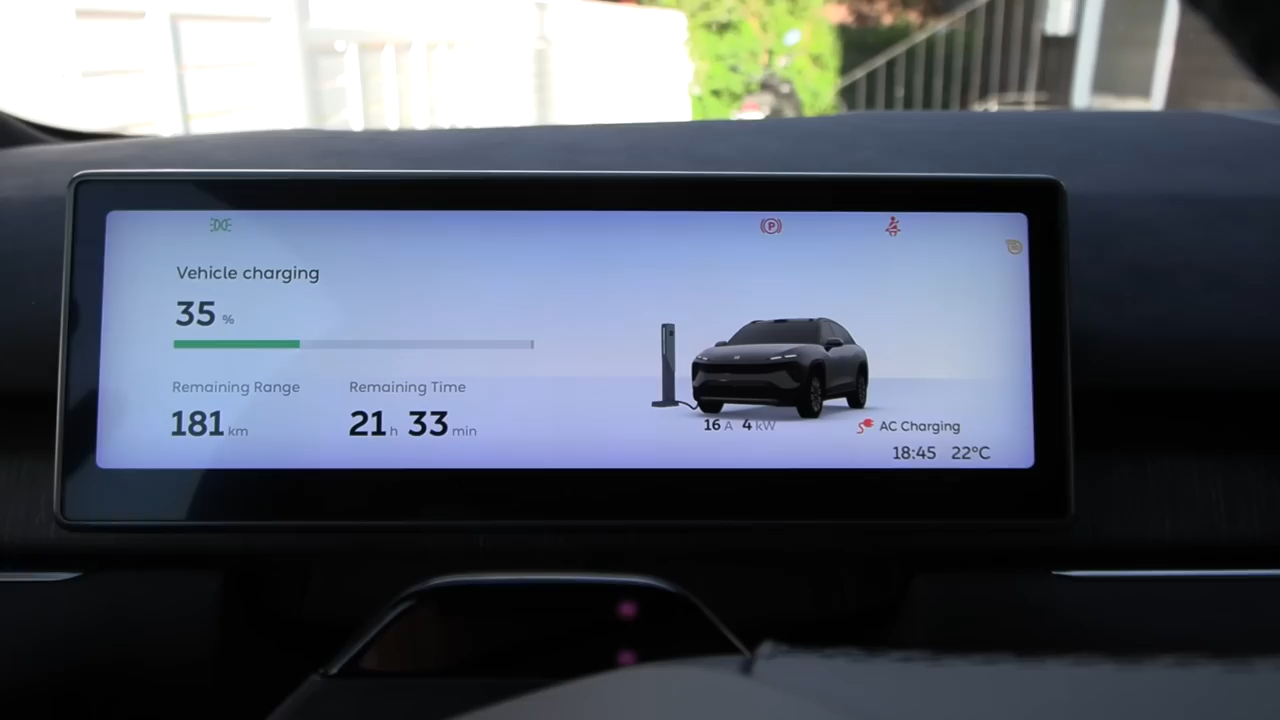 P
Vehicle charging
35 %
Remaining Range Remaining Time
181 km 21 h 33 min
16 A 4 kW
AC Charging
18:45 22°C